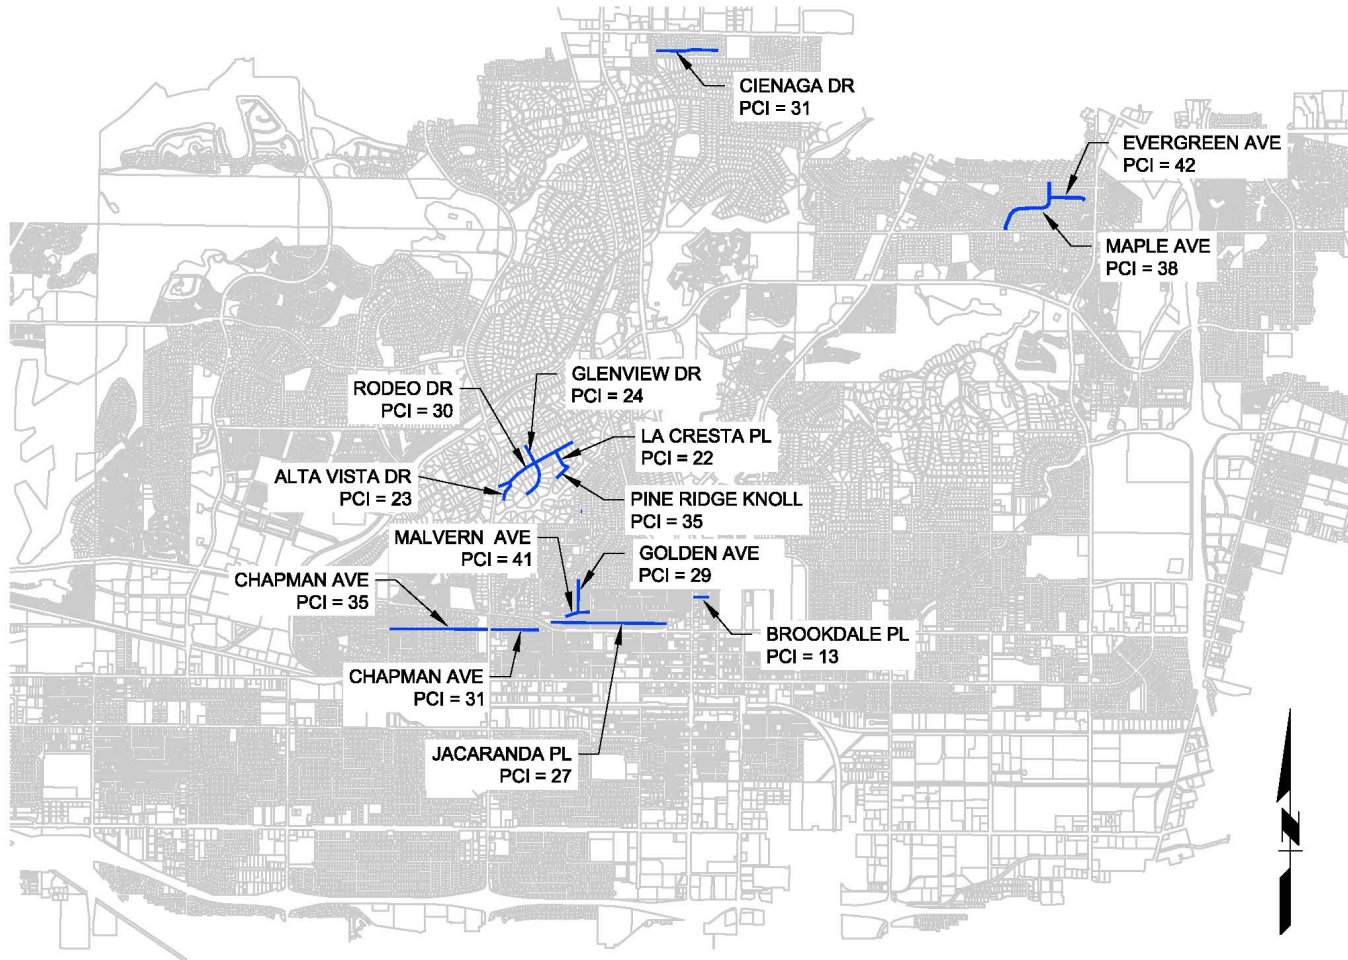 CIENAGA DR
PCI = 31
EVERGREEN AVE
PCI = 42
MAPLE AVE
PCI = 38
GLENVIEW DR
PCI = 24
RODEO DR
PCI = 30
LA CRESTA PL
PCI = 22
ALTA VISTA DR
PCI = 23
PINE RIDGE KNOLL
PCI = 35
MALVERN AVE
PCI = 41
GOLDEN AVE
PCI = 29
CHAPMAN AVE
PCI = 35
BROOKDALE PL
PCI = 13
CHAPMAN AVE
PCI = 31
JACARANDA PL
PCI = 27
N